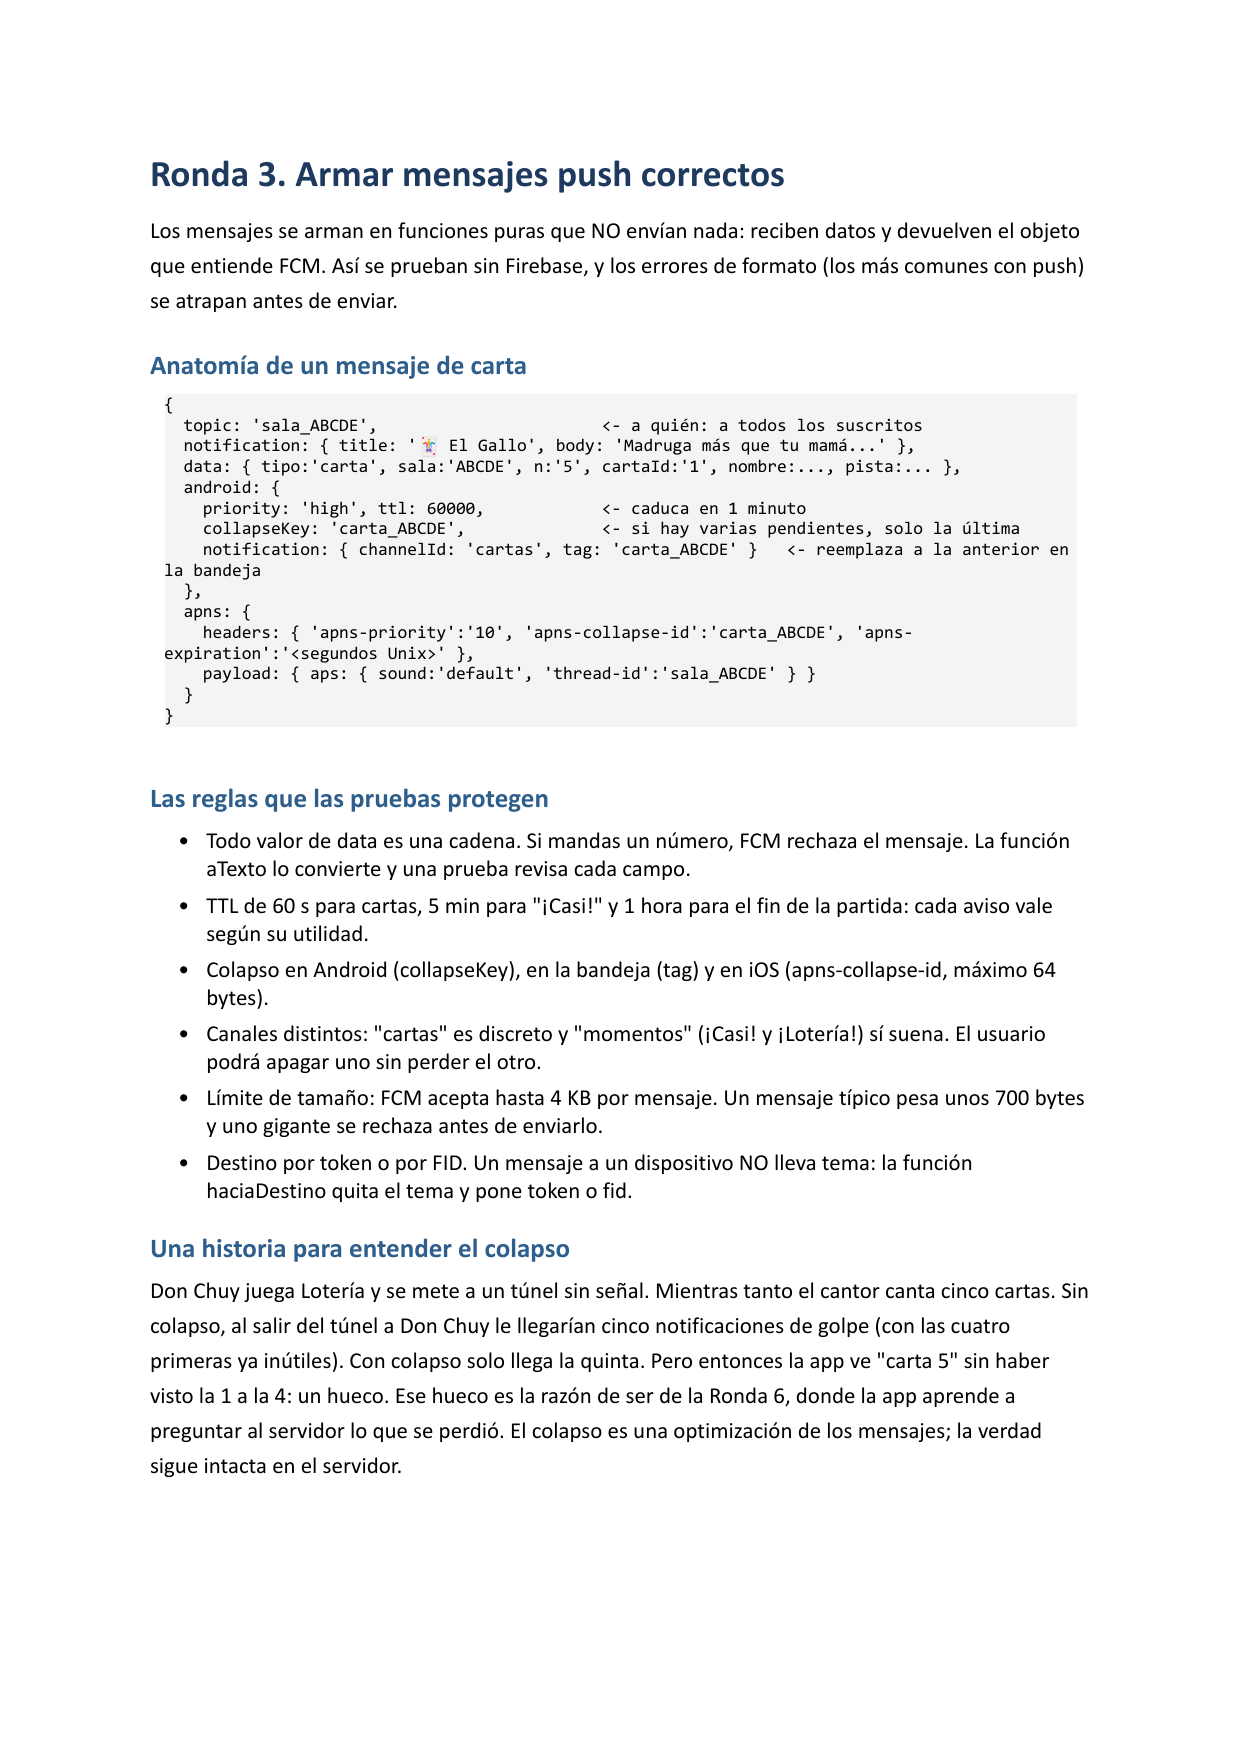 Ronda 3. Armar mensajes push correctos
Los mensajes se arman en funciones puras que NO envían nada: reciben datos y devuelven el objeto
que entiende FCM. Así se prueban sin Firebase, y los errores de formato (los más comunes con push)
se atrapan antes de enviar.
Anatomía de un mensaje de carta
{
  topic: 'sala_ABCDE',                       <- a quién: a todos los suscritos
  notification: { title: '🃏 El Gallo', body: 'Madruga más que tu mamá...' },
  data: { tipo:'carta', sala:'ABCDE', n:'5', cartaId:'1', nombre:..., pista:... },
  android: {
    priority: 'high', ttl: 60000,            <- caduca en 1 minuto
    collapseKey: 'carta_ABCDE',              <- si hay varias pendientes, solo la última
    notification: { channelId: 'cartas', tag: 'carta_ABCDE' }   <- reemplaza a la anterior en
la bandeja
  },
  apns: {
    headers: { 'apns-priority':'10', 'apns-collapse-id':'carta_ABCDE', 'apns-
expiration':'<segundos Unix>' },
    payload: { aps: { sound:'default', 'thread-id':'sala_ABCDE' } }
  }
}
Las reglas que las pruebas protegen
• Todo valor de data es una cadena. Si mandas un número, FCM rechaza el mensaje. La función
aTexto lo convierte y una prueba revisa cada campo.
• TTL de 60 s para cartas, 5 min para "¡Casi!" y 1 hora para el fin de la partida: cada aviso vale
según su utilidad.
• Colapso en Android (collapseKey), en la bandeja (tag) y en iOS (apns-collapse-id, máximo 64
bytes).
• Canales distintos: "cartas" es discreto y "momentos" (¡Casi! y ¡Lotería!) sí suena. El usuario
podrá apagar uno sin perder el otro.
• Límite de tamaño: FCM acepta hasta 4 KB por mensaje. Un mensaje típico pesa unos 700 bytes
y uno gigante se rechaza antes de enviarlo.
• Destino por token o por FID. Un mensaje a un dispositivo NO lleva tema: la función
haciaDestino quita el tema y pone token o fid.
Una historia para entender el colapso
Don Chuy juega Lotería y se mete a un túnel sin señal. Mientras tanto el cantor canta cinco cartas. Sin
colapso, al salir del túnel a Don Chuy le llegarían cinco notificaciones de golpe (con las cuatro
primeras ya inútiles). Con colapso solo llega la quinta. Pero entonces la app ve "carta 5" sin haber
visto la 1 a la 4: un hueco. Ese hueco es la razón de ser de la Ronda 6, donde la app aprende a
preguntar al servidor lo que se perdió. El colapso es una optimización de los mensajes; la verdad
sigue intacta en el servidor.